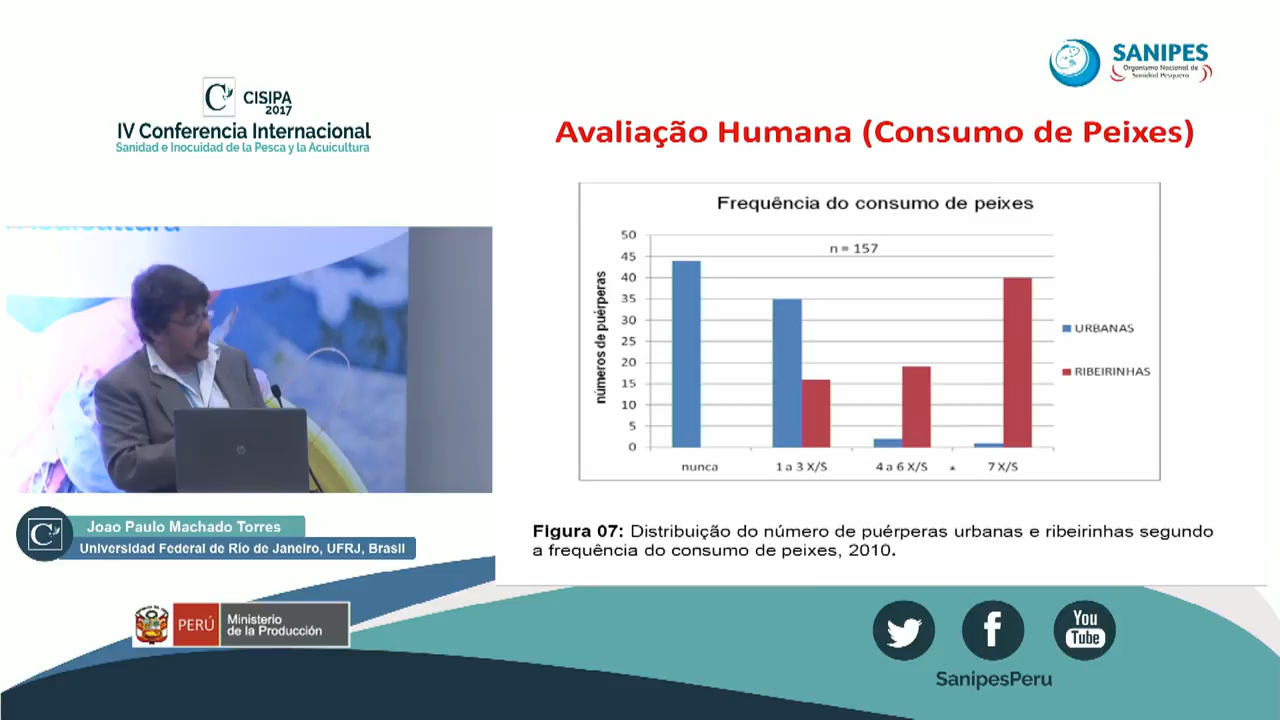 CISIPA
2017
IV Conferencia Internacional
Sanidad e Inocuidad de la Pesca y la Acuicultura
SANIPES
Organismo Nacional de
Sanidad Pesquera
Avaliação Humana (Consumo de Peixes)
Frequência do consumo de peixes
n = 157
números de puérperas
50
45
40
35
30
25
20
15
10
5
0
nunca
1 a 3 X/S
4 a 6 X/S
7 X/S
URBANAS
RIBEIRINHAS
Figura 07: Distribuição do número de puérperas urbanas e ribeirinhas segundo
a frequência do consumo de peixes, 2010.
hp
Joao Paulo Machado Torres
Universidad Federal de Rio de Janeiro, UFRJ, Brasil
PERÚ
Ministerio
de la Producción
f
You
Tube
SanipesPeru